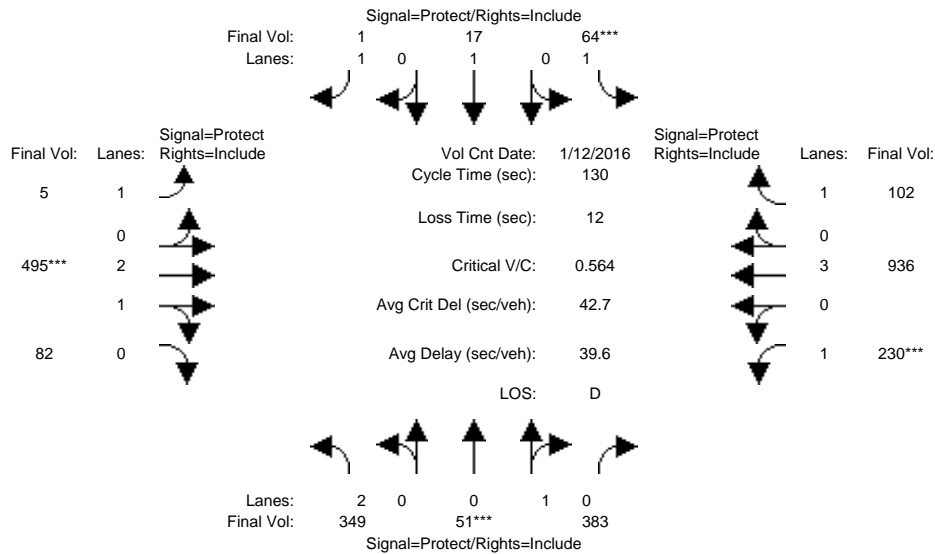 Signal=Protect/Rights=Include
Final Vol: 1 17 64***
Lanes: 1 0 1 0 1
Signal=Protect
Final Vol: Lanes: Rights=Include
Vol Cnt Date: 1/12/2016
Signal=Protect
Rights=Include Lanes: Final Vol:
Cycle Time (sec): 130
5 1
1 102
Loss Time (sec): 12
0
0
495*** 2
Critical V/C: 0.564
3 936
1
Avg Crit Del (sec/veh): 42.7
0
82 0
Avg Delay (sec/veh): 39.6
1 230***
LOS: D
Lanes: 2 0 0 1 0
Final Vol: 349 51*** 383
Signal=Protect/Rights=Include